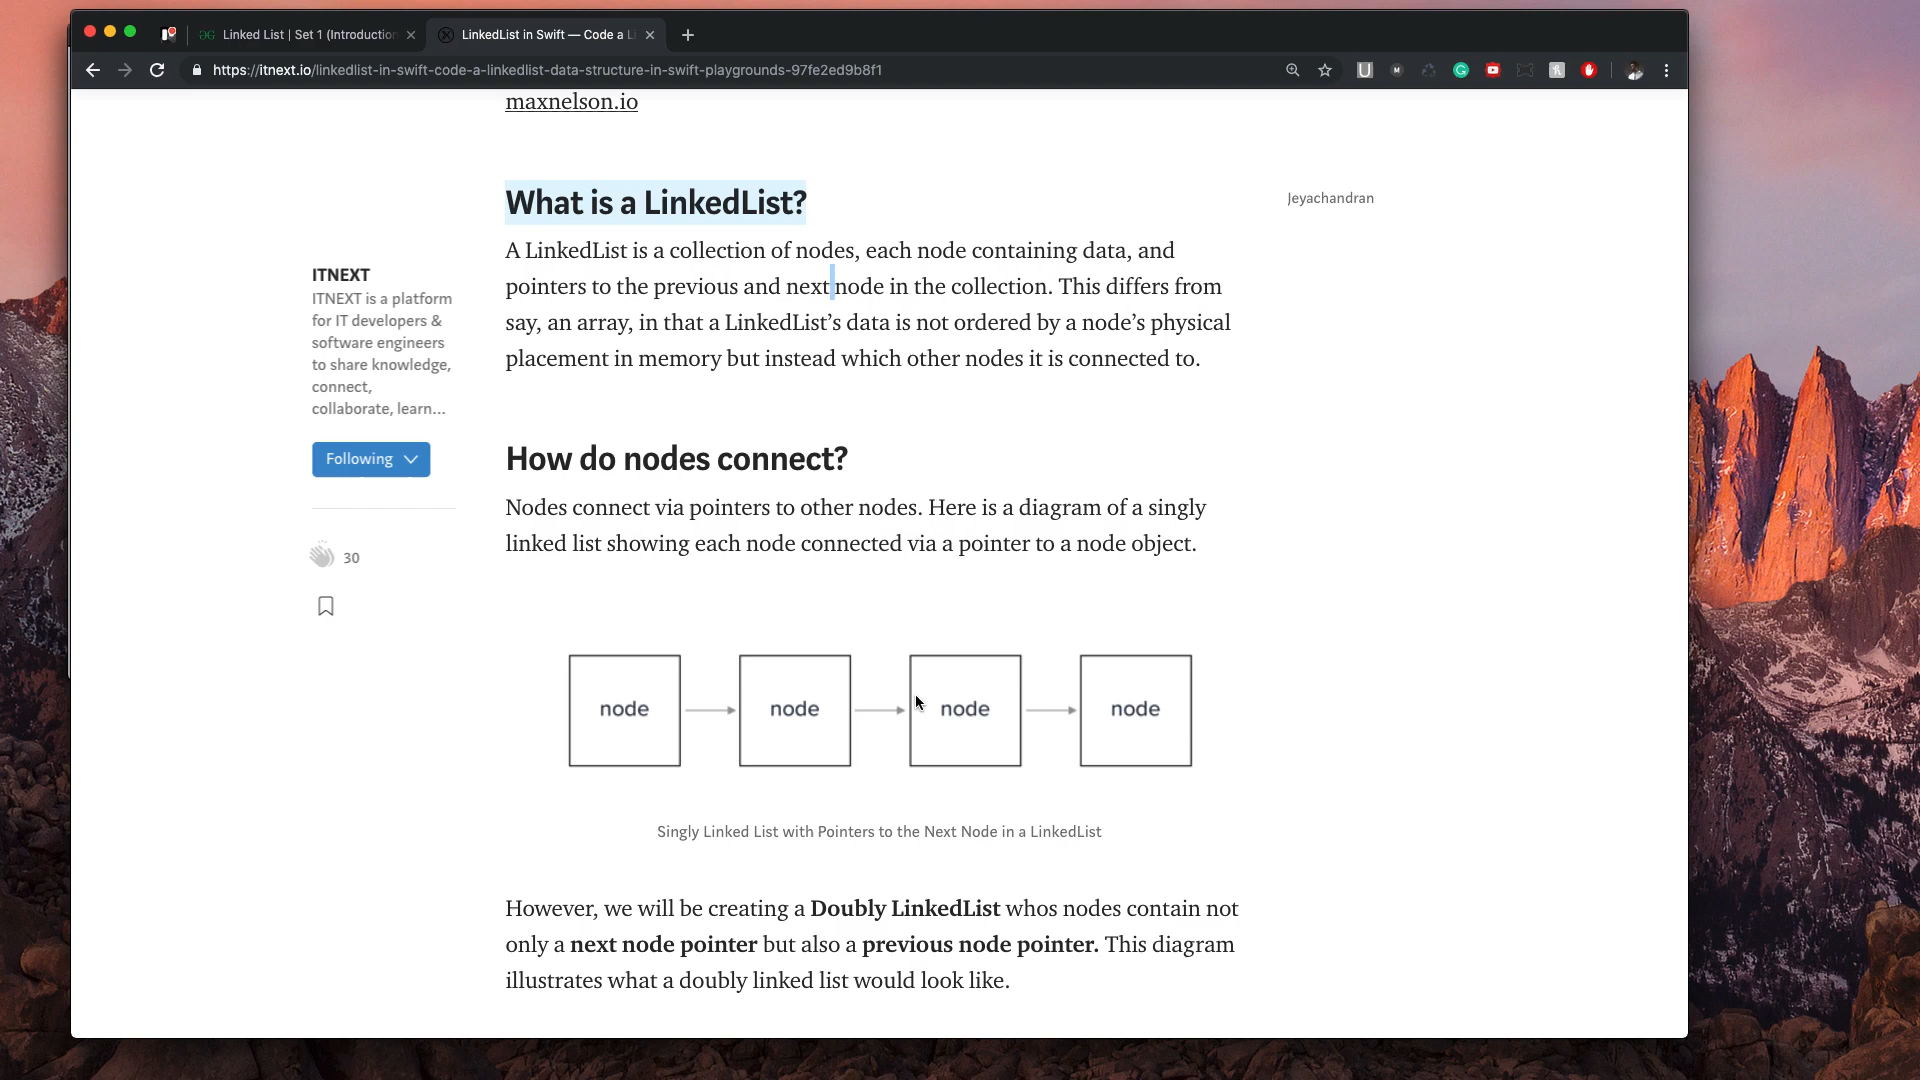 Linked List | Set 1 (Introduction
LinkedList in Swift — Code a Li
https://itnext.io/linkedlist-in-swift-code-a-linkedlist-data-structure-in-swift-playgrounds-97fe2ed9b8f1
maxnelson.io
What is a LinkedList?
Jeyachandran
A LinkedList is a collection of nodes, each node containing data, and
pointers to the previous and next node in the collection. This differs from
say, an array, in that a LinkedList’s data is not ordered by a node’s physical
placement in memory but instead which other nodes it is connected to.
ITNEXT
ITNEXT is a platform
for IT developers &
software engineers
to share knowledge,
connect,
collaborate, learn…
Following
30
How do nodes connect?
Nodes connect via pointers to other nodes. Here is a diagram of a singly
linked list showing each node connected via a pointer to a node object.
node node node node
Singly Linked List with Pointers to the Next Node in a LinkedList
However, we will be creating a Doubly LinkedList whos nodes contain not
only a next node pointer but also a previous node pointer. This diagram
illustrates what a doubly linked list would look like.